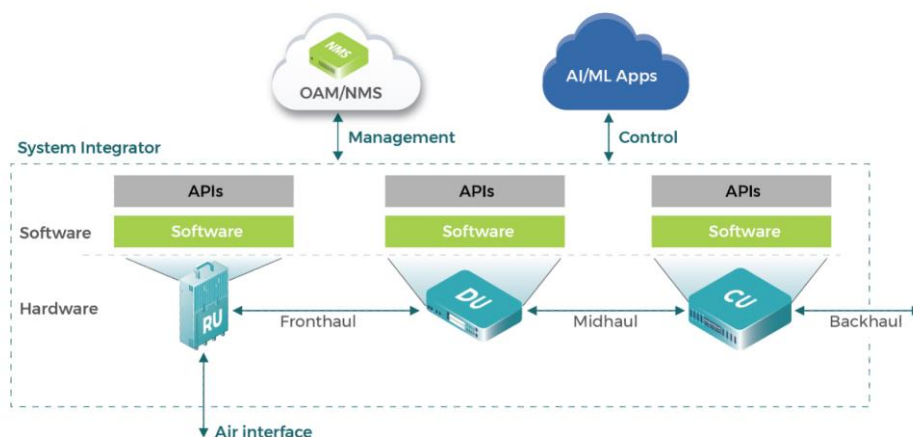 NMS
OAM/NMS
AI/ML Apps
Management
Control
System Integrator
APIs
APIs
APIs
Software
Software
Software
Software
Hardware
RU
DU
CU
Fronthaul
Midhaul
Backhaul
Air interface